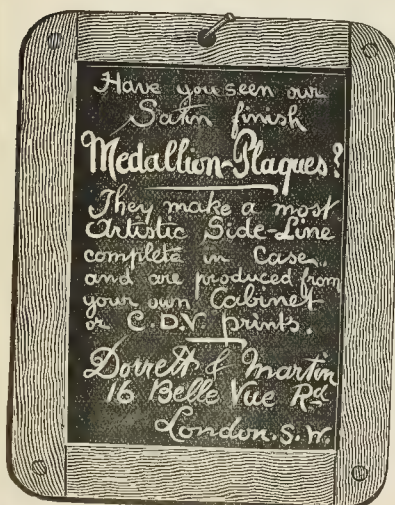 Have you seen our
Satin finish
Medallion-Plaques?
They make a most
Artistic Side-Line
complete in Case,
and are produced from
your own Cabinet
or C.D.V. prints.
Dorrett & Martin
16 Belle Vue Rd
London. S.W.